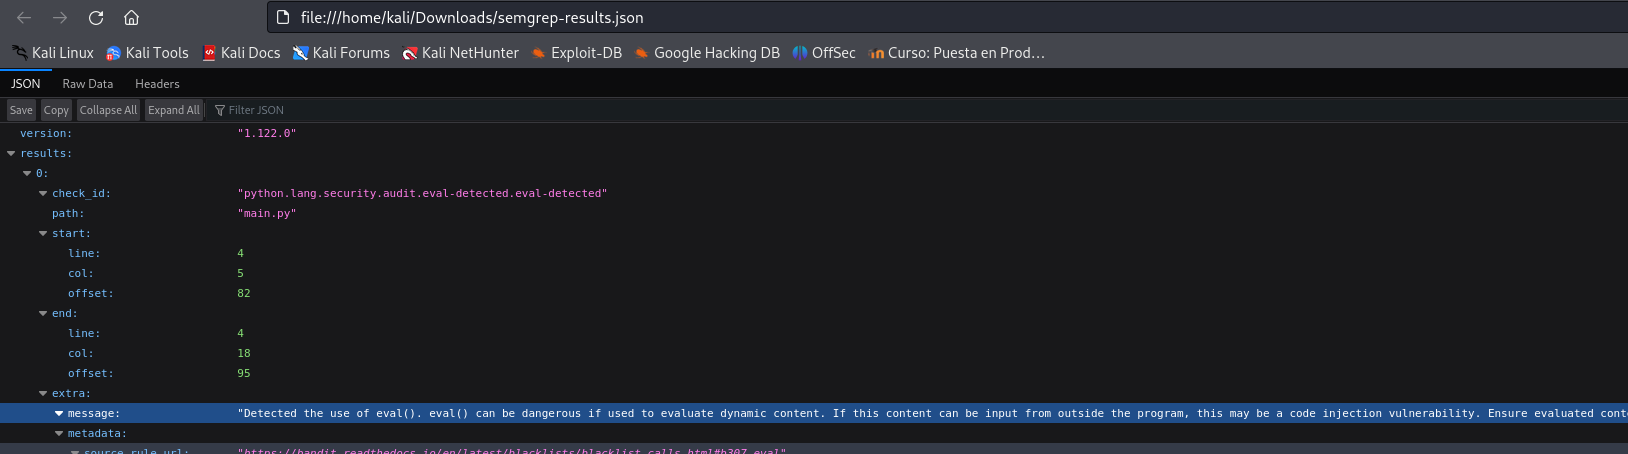 file:///home/kali/Downloads/semgrep-results.json
Kali Linux Kali Tools Kali Docs Kali Forums Kali NetHunter Exploit-DB Google Hacking DB OffSec Curso: Puesta en Prod…
JSON Raw Data Headers
Save Copy Collapse All Expand All Filter JSON
version: "1.122.0"
results:
0:
check_id: "python.lang.security.audit.eval-detected.eval-detected"
path: "main.py"
start:
line: 4
col: 5
offset: 82
end:
line: 4
col: 18
offset: 95
extra:
message: "Detected the use of eval(). eval() can be dangerous if used to evaluate dynamic content. If this content can be input from outside the program, this may be a code injection vulnerability. Ensure evaluated cont
metadata:
source-rule-url: "https://bandit.readthedocs.io/en/latest/blacklists/blacklist_calls.html#b307-eval"